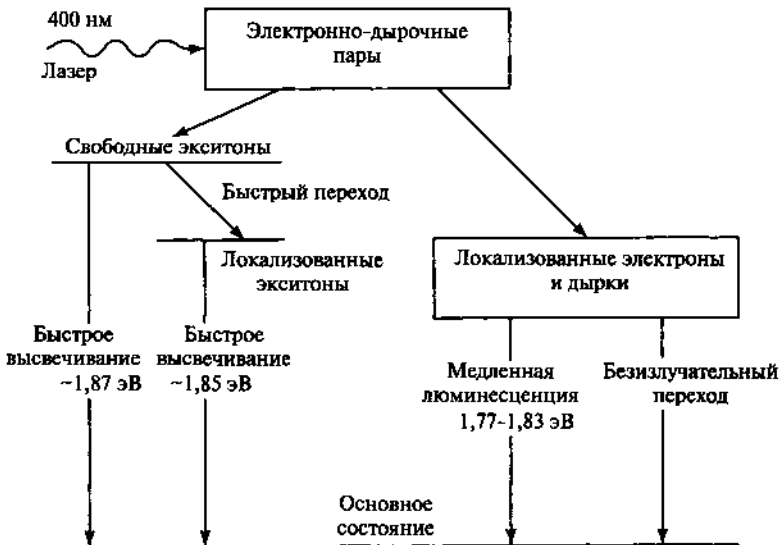 400 нм
Лазер
Электронно-дырочные
пары
Свободные экситоны
Быстрый переход
Локализованные
экситоны
Локализованные электроны
и дырки
Быстрое
высвечивание
~1,87 эВ
Быстрое
высвечивание
~1,85 эВ
Медленная
люминесценция
1,77-1,83 эВ
Безизлучательный
переход
Основное
состояние